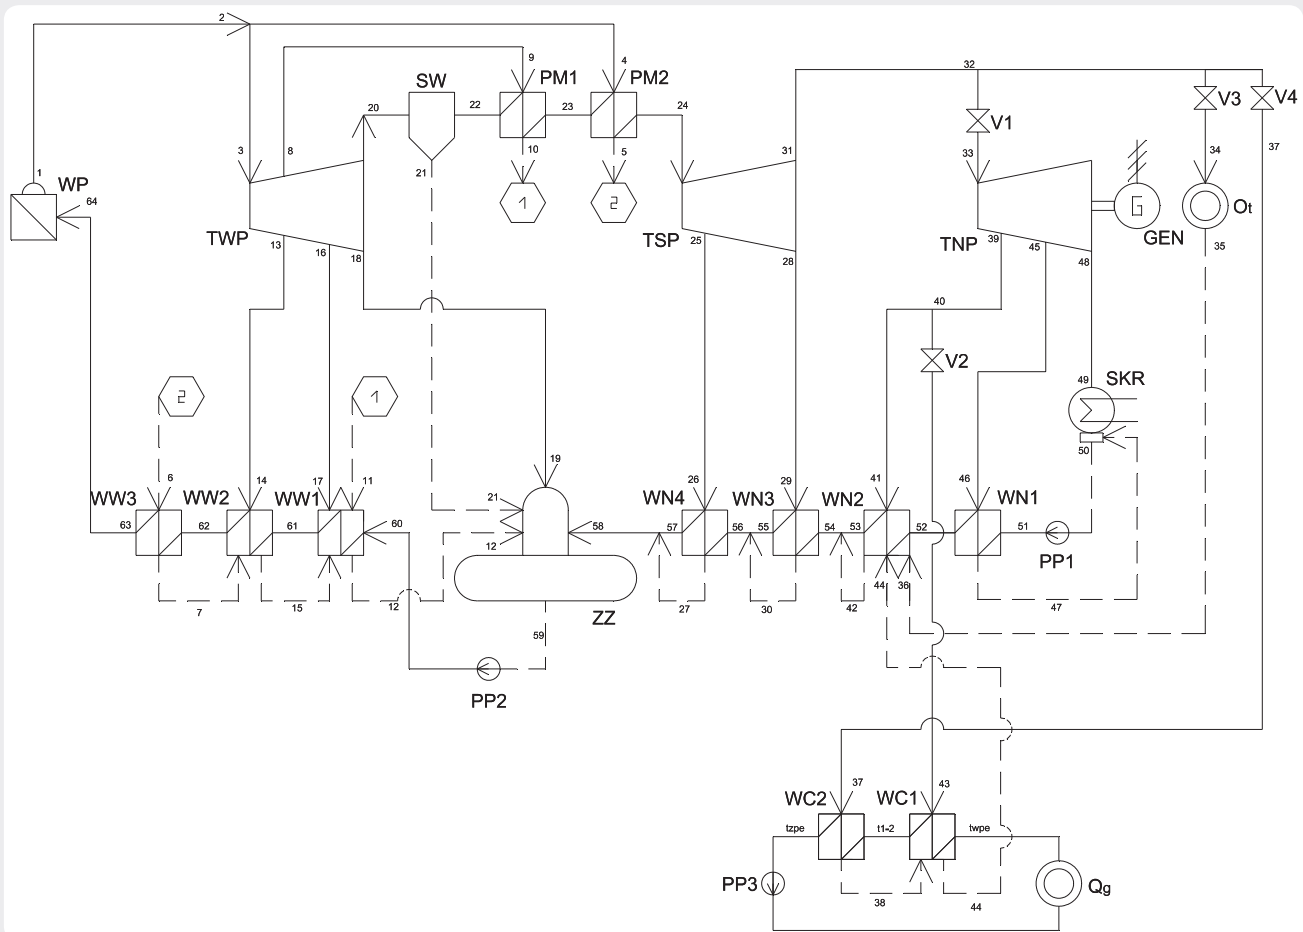 2
9
4
PM1
PM2
SW
32
V3
V4
20
22
23
24
V1
3
8
10
5
31
33
34
37
1
WP
64
21
1
2
G
Ot
TWP
13
16
18
TSP
25
28
TNP
39
45
48
GEN
35
40
V2
49
SKR
2
1
50
19
6
14
17
11
21
26
29
41
46
WW3
WW2
WW1
WN4
WN3
WN2
WN1
63
62
61
60
12
58
57
56
55
54
53
52
51
PP1
7
15
12
ZZ
27
30
42
44
36
47
59
PP2
37
43
WC2
WC1
tzpe
t1-2
twpe
PP3
38
44
Qg